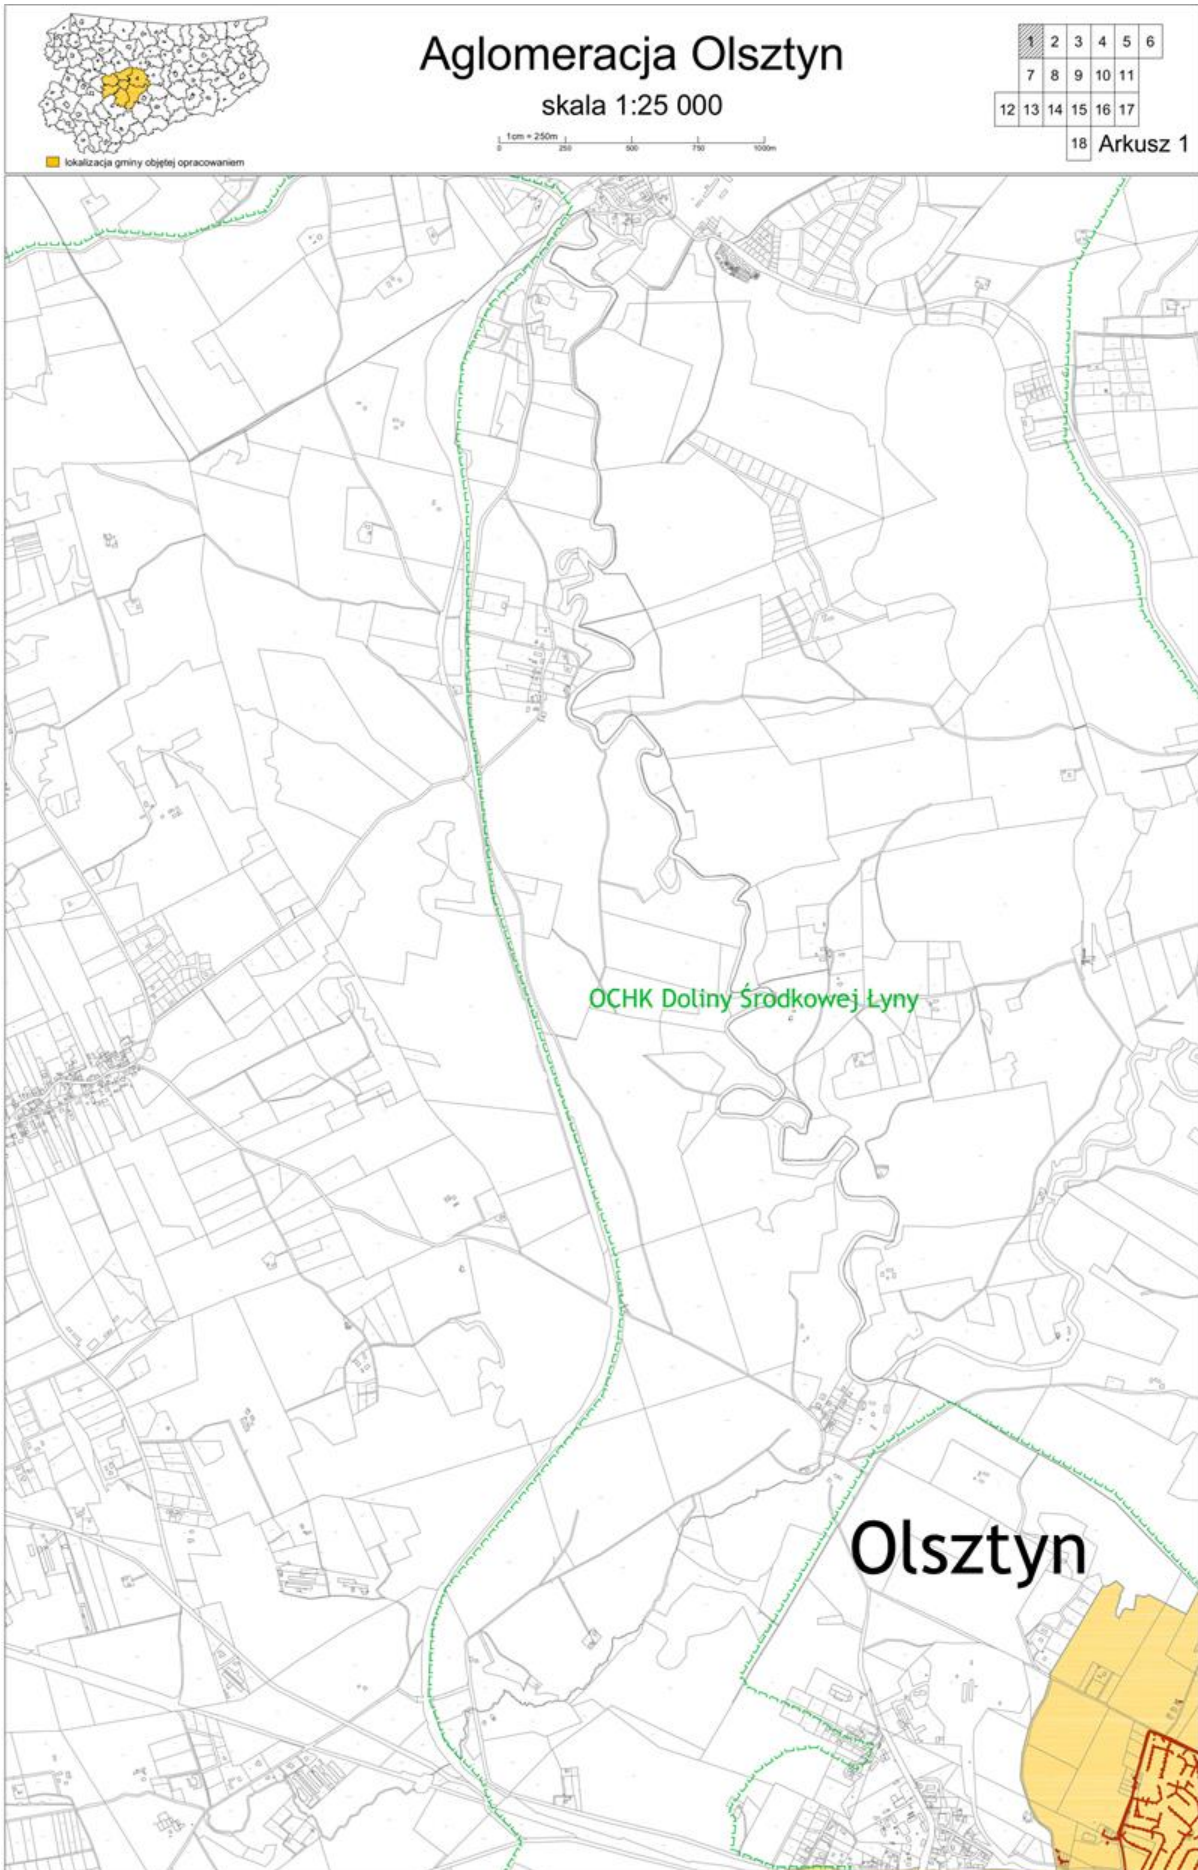 Aglomeracja Olsztyn
skala 1:25 000
1cm = 250m
0 250 500 750 1000m
lokalizacja gminy objętej opracowaniem
1 2 3 4 5 6
7 8 9 10 11
12 13 14 15 16 17
18 Arkusz 1
OCHK Doliny Środkowej Łyny
Olsztyn